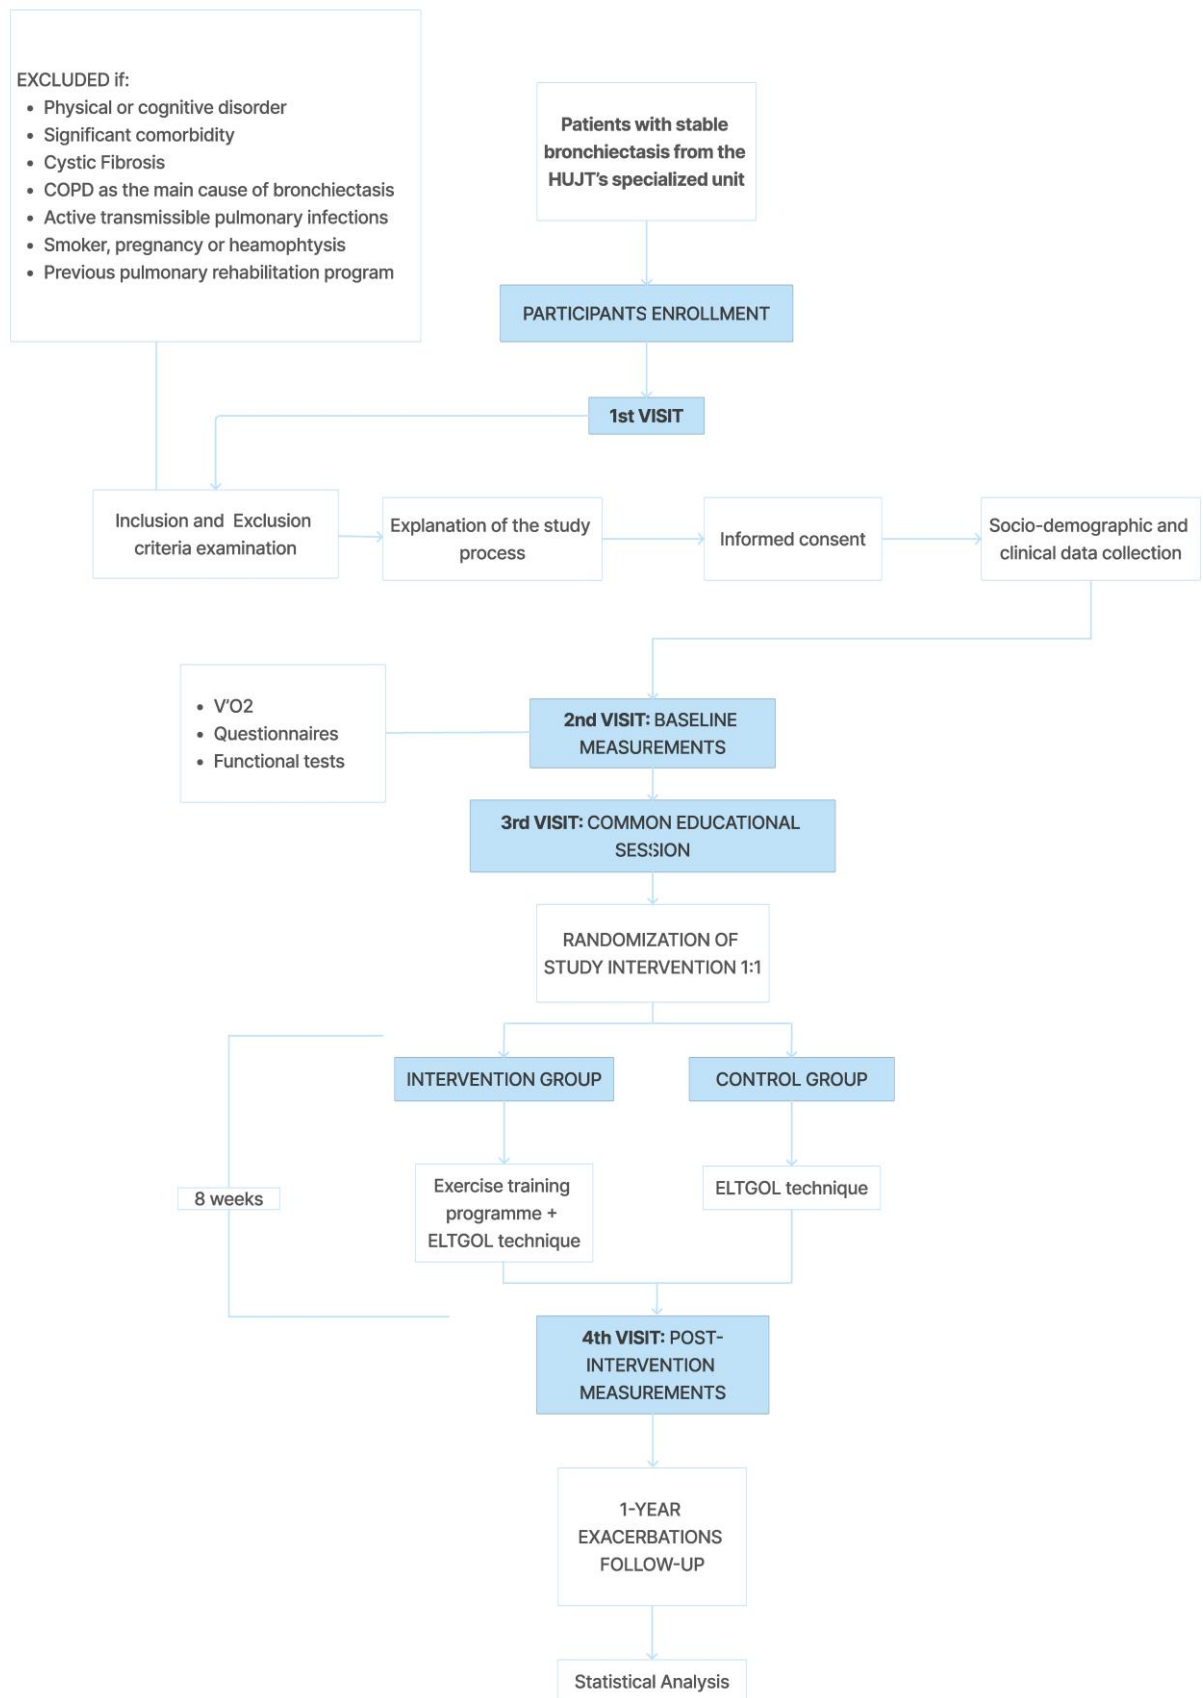 EXCLUDED if:
• Physical or cognitive disorder
• Significant comorbidity
• Cystic Fibrosis
• COPD as the main cause of bronchiectasis
• Active transmissible pulmonary infections
• Smoker, pregnancy or heamophtysis
• Previous pulmonary rehabilitation program
Patients with stable
bronchiectasis from the
HUJT's specialized unit
PARTICIPANTS ENROLLMENT
1st VISIT
Inclusion and Exclusion
criteria examination
Explanation of the study
process
Informed consent
Socio-demographic and
clinical data collection
• V'O2
• Questionnaires
• Functional tests
2nd VISIT: BASELINE
MEASUREMENTS
3rd VISIT: COMMON EDUCATIONAL
SESSION
RANDOMIZATION OF
STUDY INTERVENTION 1:1
INTERVENTION GROUP
CONTROL GROUP
8 weeks
Exercise training
programme +
ELTGOL technique
ELTGOL technique
4th VISIT: POST-
INTERVENTION
MEASUREMENTS
1-YEAR
EXACERBATIONS
FOLLOW-UP
Statistical Analysis